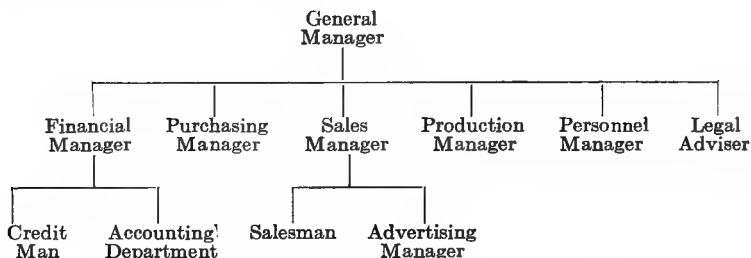 General
Manager
Financial
Manager
Purchasing
Manager
Sales
Manager
Production
Manager
Personnel
Manager
Legal
Adviser
Credit
Man
Accounting
Department
Salesman
Advertising
Manager